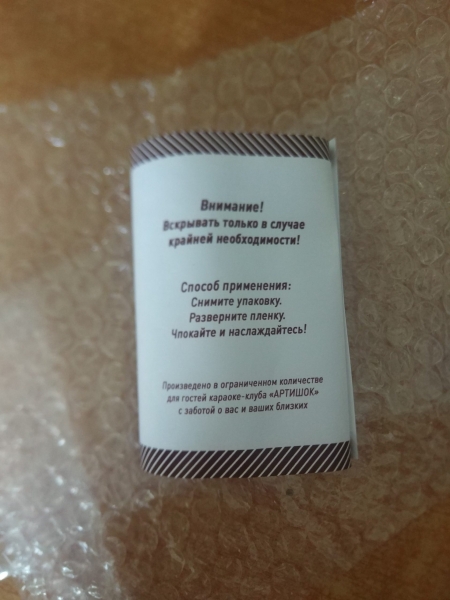 Внимание!
Вскрывать только в случае
крайней необходимости!
Способ применения:
Снимите упаковку.
Разверните пленку.
Чпокайте и наслаждайтесь!
Произведено в ограниченном количестве
для гостей караоке-клуба «АРТИШОК»
с заботой о вас и ваших близких